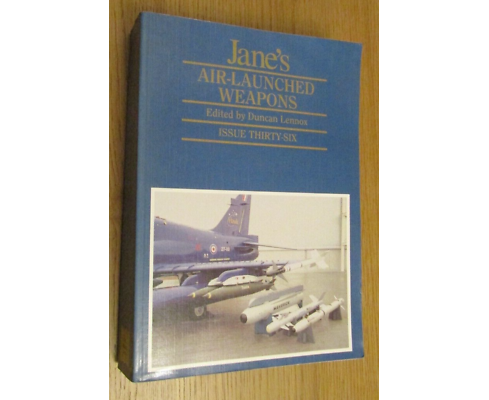 Jane's
AIR-LAUNCHED
WEAPONS
Edited by Duncan Lennox
ISSUE THIRTY-SIX